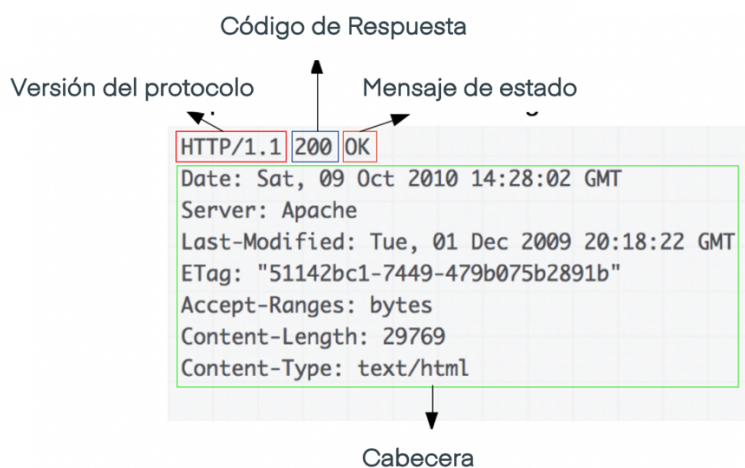 Código de Respuesta
Versión del protocolo
Mensaje de estado
HTTP/1.1 200 OK
Date: Sat, 09 Oct 2010 14:28:02 GMT
Server: Apache
Last-Modified: Tue, 01 Dec 2009 20:18:22 GMT
ETag: "51142bc1-7449-479b075b2891b"
Accept-Ranges: bytes
Content-Length: 29769
Content-Type: text/html
Cabecera